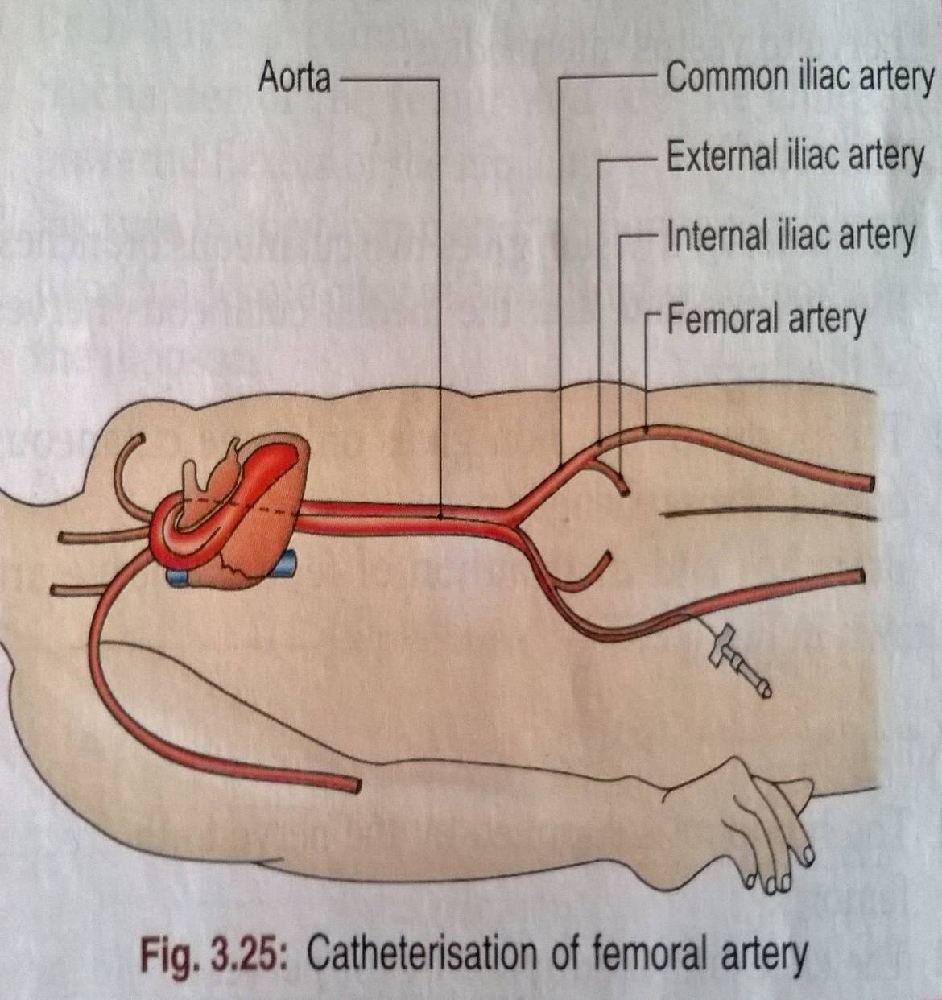 Aorta
Common iliac artery
External iliac artery
Internal iliac artery
Femoral artery
Fig. 3.25: Catheterisation of femoral artery